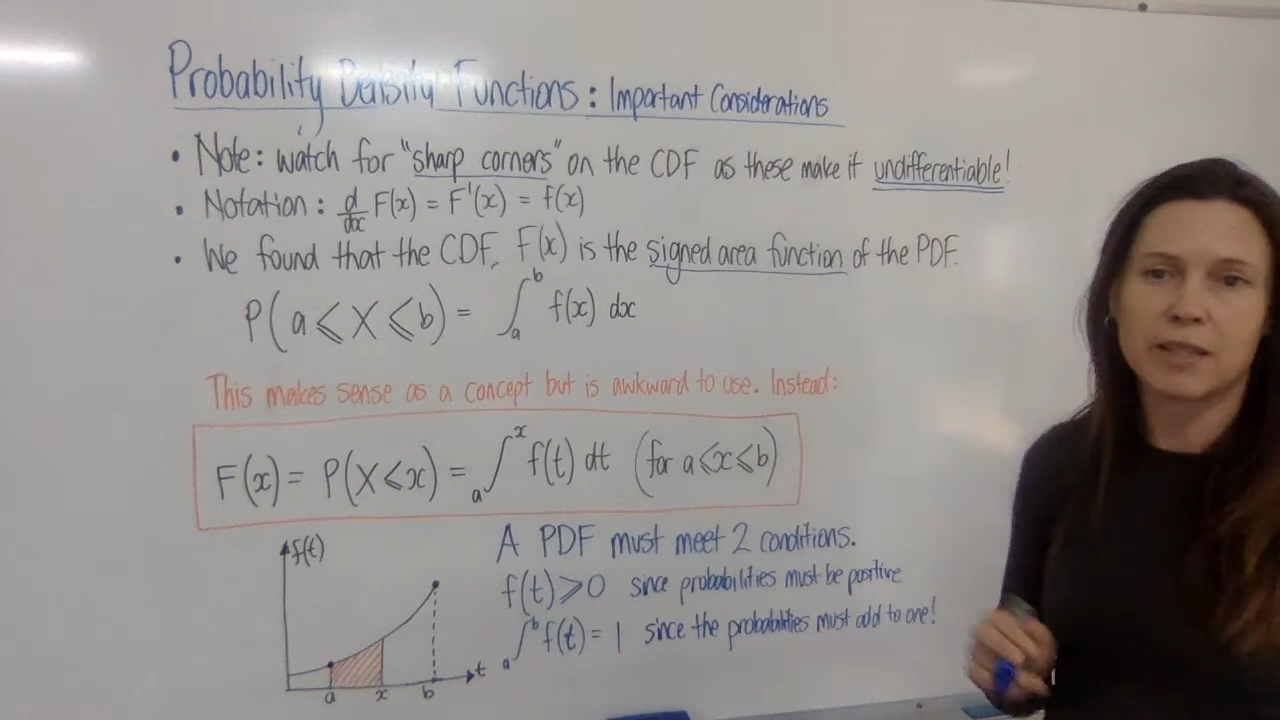 Probability Density Functions: Important Considerations
• Note: watch for "sharp corners" on the CDF as these make it undifferentiable!
• Notation: d/dx F(x) = F'(x) = f(x)
• We found that the CDF, F(x) is the signed area function of the PDF.
P(a ⩽ X ⩽ b) = ∫_a^b f(x) dx
This makes sense as a concept but is awkward to use. Instead:
F(x) = P(X ⩽ x) = ∫_a^x f(t) dt (for a ⩽ x ⩽ b)
f(t)
t
a x b
A PDF must meet 2 conditions.
f(t) ⩾ 0 since probabilities must be positive
∫_a^b f(t) = 1 since the probabilities must add to one!